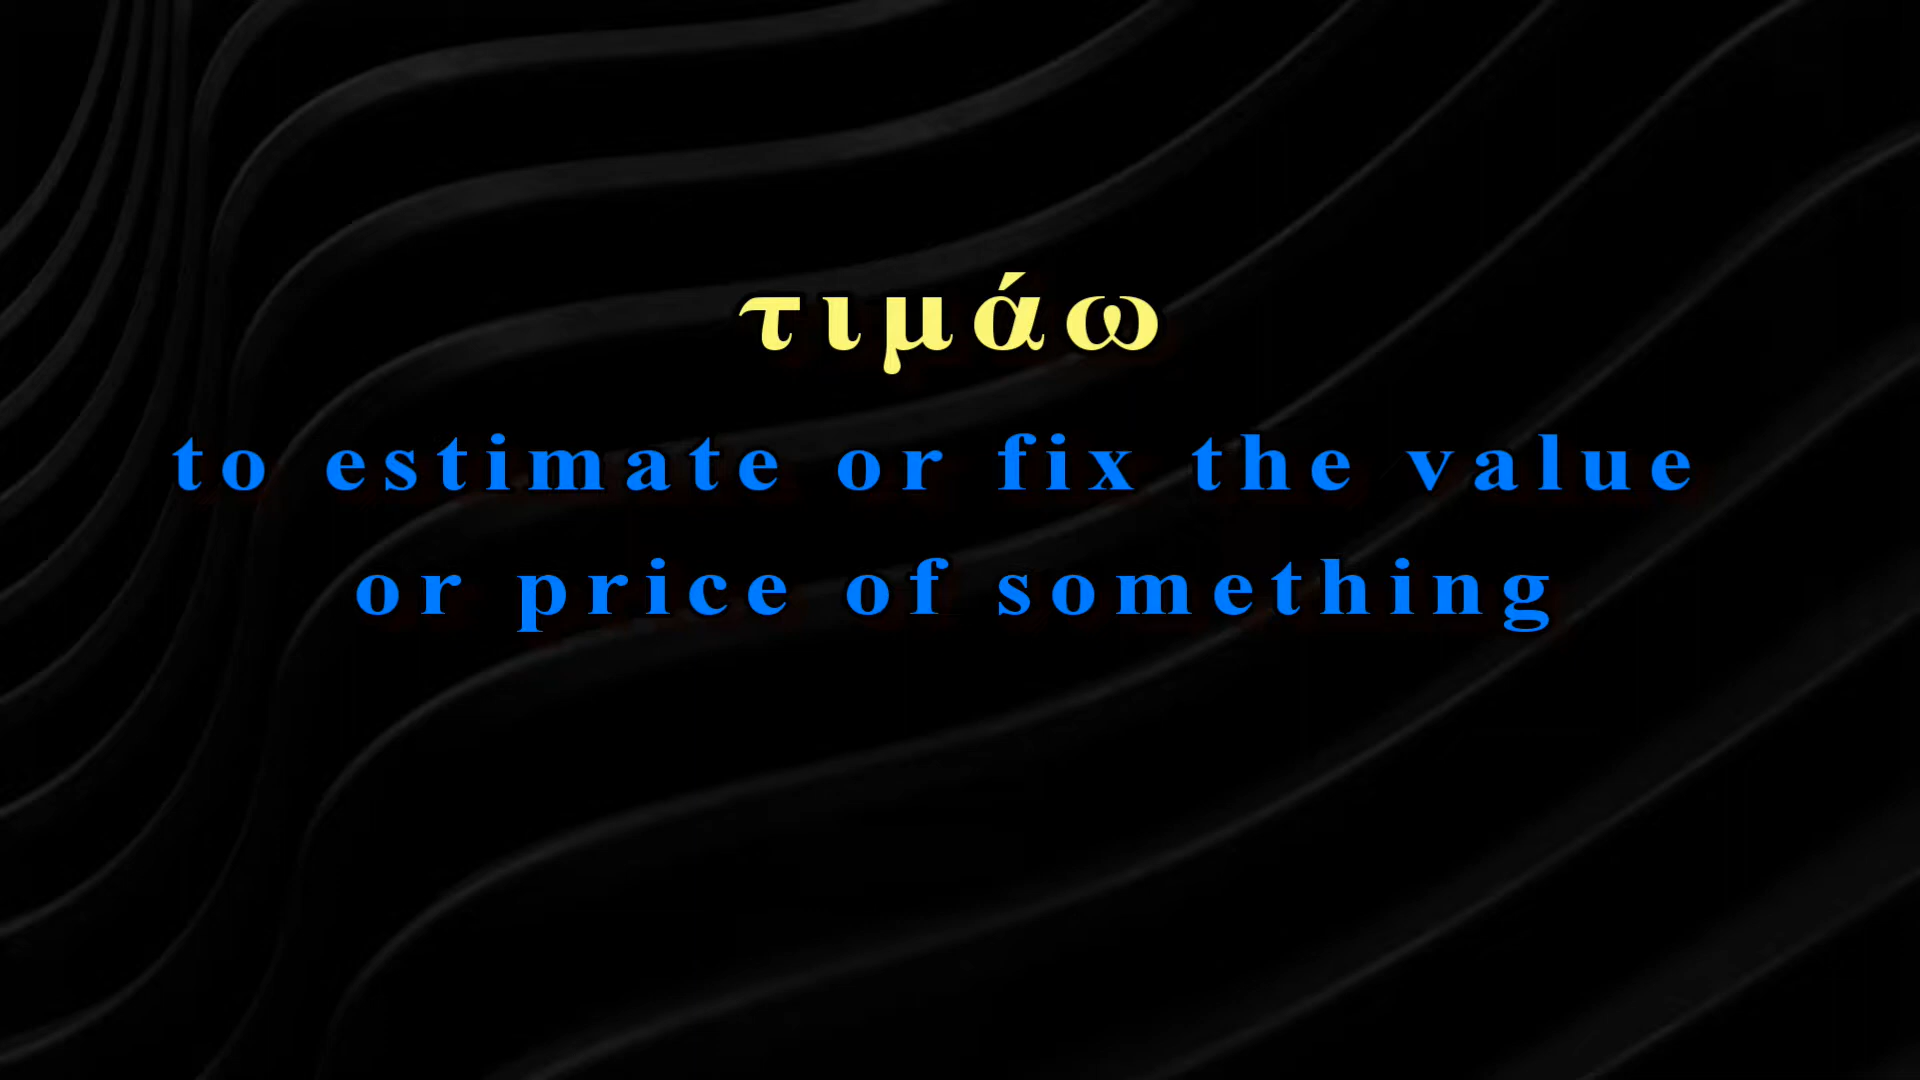 τιμάω
to estimate or fix the value
or price of something